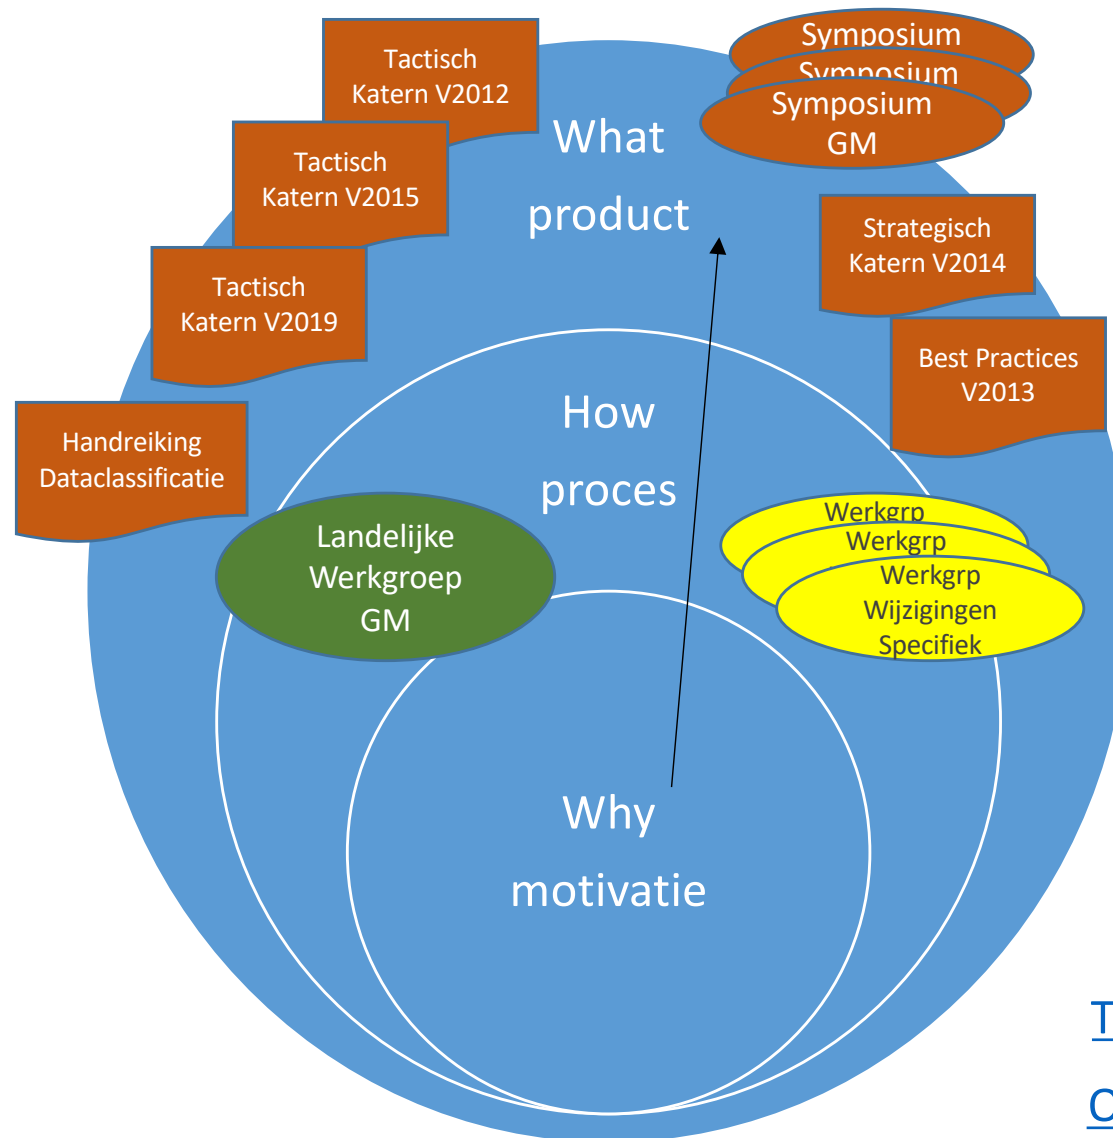 Tactisch
Katern V2012
Symposium
Symposium
Symposium
GM
What
product
Tactisch
Katern V2015
Strategisch
Katern V2014
Tactisch
Katern V2019
Best Practices
V2013
How
proces
Handreiking
Dataclassificatie
Landelijke
Werkgroep
GM
Werkgrp
Werkgrp
Werkgrp
Wijzigingen
Specifiek
Why
motivatie